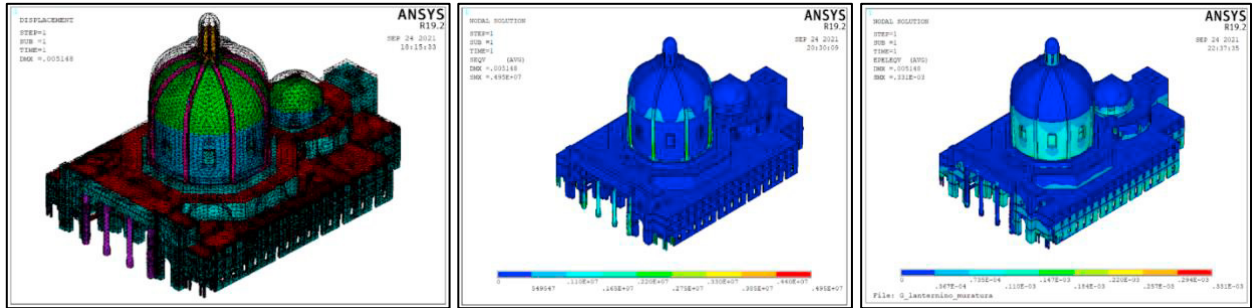 1
DISPLACEMENT
STEP=1
SUB =1
TIME=1
DMX =.005148
ANSYS
R19.2
SEP 24 2021
18:15:33
1
NODAL SOLUTION
STEP=1
SUB =1
TIME=1
SEQV (AVG)
DMX =.005148
SMX =.495E+07
ANSYS
R19.2
SEP 24 2021
20:30:09
0 .110E+07 .220E+07 .330E+07 .440E+07
549547 .165E+07 .275E+07 .385E+07 .495E+07
1
NODAL SOLUTION
STEP=1
SUB =1
TIME=1
EPELEQV (AVG)
DMX =.005148
SMX =.331E-03
ANSYS
R19.2
SEP 24 2021
22:37:35
0 .735E-04 .147E-03 .294E-03
.367E-04 .110E-03 .184E-03 .257E-03 .331E-03
File: G_lanternino_muratura